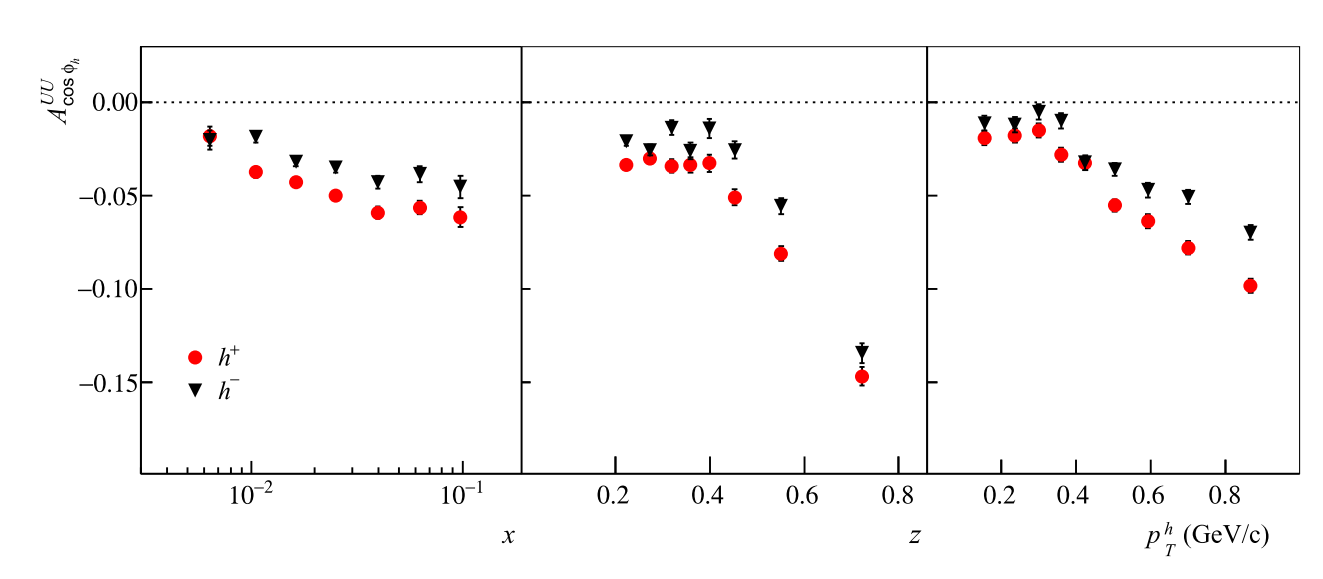 A^{UU}_{cos ϕ_h}
0.00
−0.05
−0.10
−0.15
h⁺
h⁻
10⁻² 10⁻¹ 0.2 0.4 0.6 0.8 0.2 0.4 0.6 0.8
x z p_T^h (GeV/c)